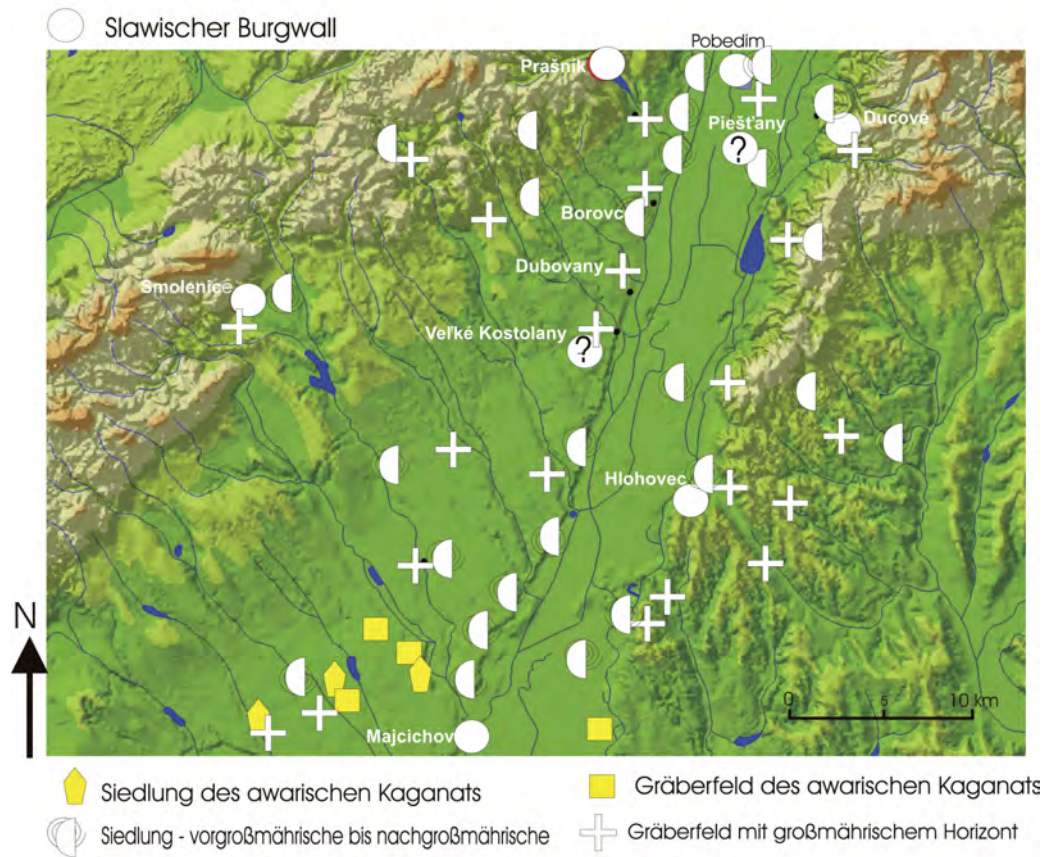 Slawischer Burgwall
Pobedim
Prašnik
Ducové
Piešťany
?
Borovce
Dubovany
Smolenice
Veľké Kostolany
?
Hlohovec
N
0 5 10 km
Majcichov
Siedlung des awarischen Kaganats
Gräberfeld des awarischen Kaganats
Siedlung - vorgroßmährische bis nachgroßmährische
Gräberfeld mit großmährischem Horizont